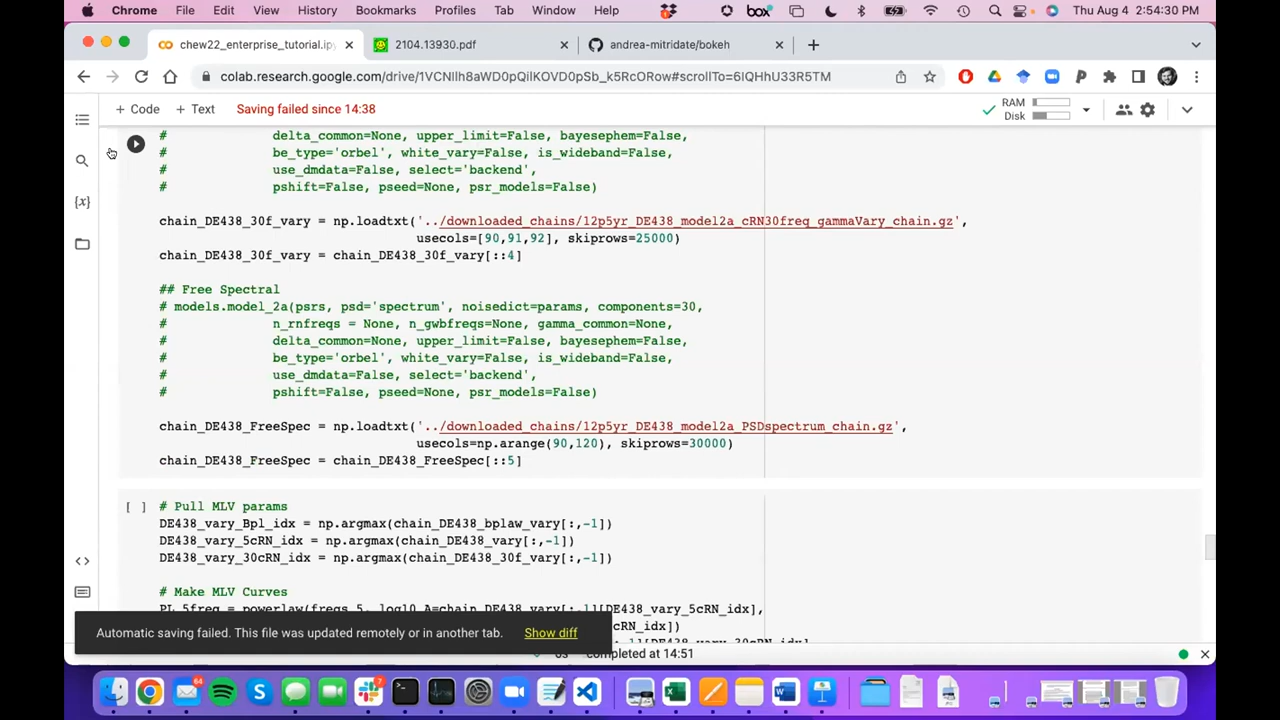 Chrome File Edit View History Bookmarks Profiles Tab Window Help box Thu Aug 4 2:54:30 PM
chew22_enterprise_tutorial.ip 2104.13930.pdf andrea-mitridate/bokeh
colab.research.google.com/drive/1VCNIlh8aWD0pQilKOVD0pSb_k5RcORow#scrollTo=6IQHhU33R5TM
+ Code + Text Saving failed since 14:38 RAM
Disk
# delta_common=None, upper_limit=False, bayesephem=False,
# be_type='orbel', white_vary=False, is_wideband=False,
# use_dmdata=False, select='backend',
# pshift=False, pseed=None, psr_models=False)
chain_DE438_30f_vary = np.loadtxt('../downloaded_chains/12p5yr_DE438_model2a_cRN30freq_gammaVary_chain.gz',
usecols=[90,91,92], skiprows=25000)
chain_DE438_30f_vary = chain_DE438_30f_vary[::4]
## Free Spectral
# models.model_2a(psrs, psd='spectrum', noisedict=params, components=30,
# n_rnfreqs = None, n_gwbfreqs=None, gamma_common=None,
# delta_common=None, upper_limit=False, bayesephem=False,
# be_type='orbel', white_vary=False, is_wideband=False,
# use_dmdata=False, select='backend',
# pshift=False, pseed=None, psr_models=False)
chain_DE438_FreeSpec = np.loadtxt('../downloaded_chains/12p5yr_DE438_model2a_PSDspectrum_chain.gz',
usecols=np.arange(90,120), skiprows=30000)
chain_DE438_FreeSpec = chain_DE438_FreeSpec[::5]
[ ] # Pull MLV params
DE438_vary_Bpl_idx = np.argmax(chain_DE438_bplaw_vary[:,-1])
DE438_vary_5cRN_idx = np.argmax(chain_DE438_vary[:,-1])
DE438_vary_30cRN_idx = np.argmax(chain_DE438_30f_vary[:,-1])
# Make MLV Curves
PL_5freq = powerlaw(freqs_5, log10_A=chain_DE438_vary[:,1][DE438_vary_5cRN_idx],
Automatic saving failed. This file was updated remotely or in another tab. Show diff
completed at 14:51